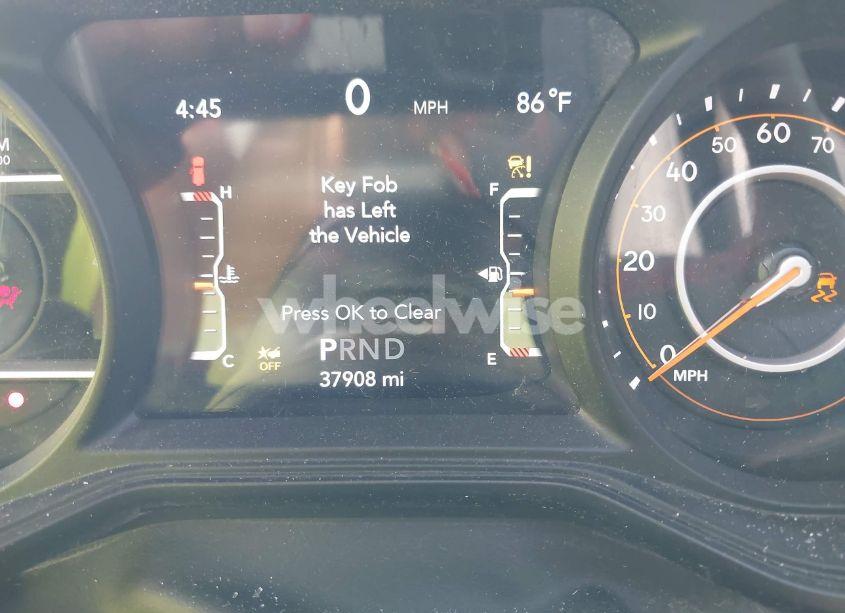 4:45 0 MPH 86°F
Key Fob
has Left
the Vehicle
Press OK to Clear
PRND
37908 mi
H
C
F
E
OFF
0
10
20
30
40
50
60
70
MPH
M
00
wheelwise